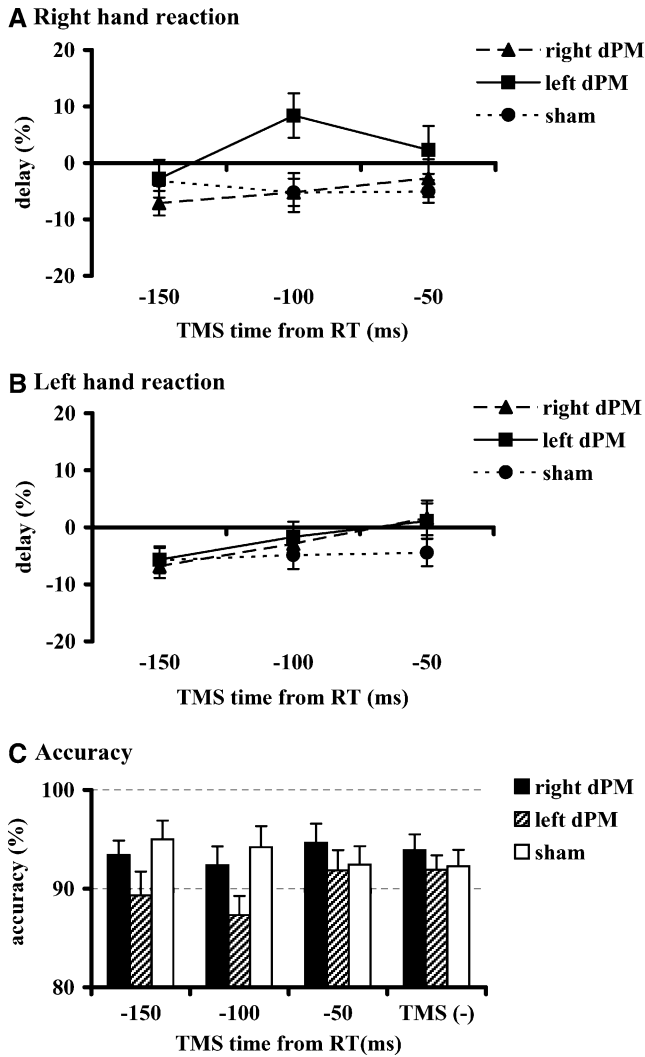 A Right hand reaction
right dPM
left dPM
sham
delay (%)
20
10
0
-10
-20
-150 -100 -50
TMS time from RT (ms)
B Left hand reaction
right dPM
left dPM
sham
delay (%)
20
10
0
-10
-20
-150 -100 -50
TMS time from RT (ms)
C Accuracy
right dPM
left dPM
sham
accuracy (%)
100
90
80
-150 -100 -50 TMS (-)
TMS time from RT(ms)